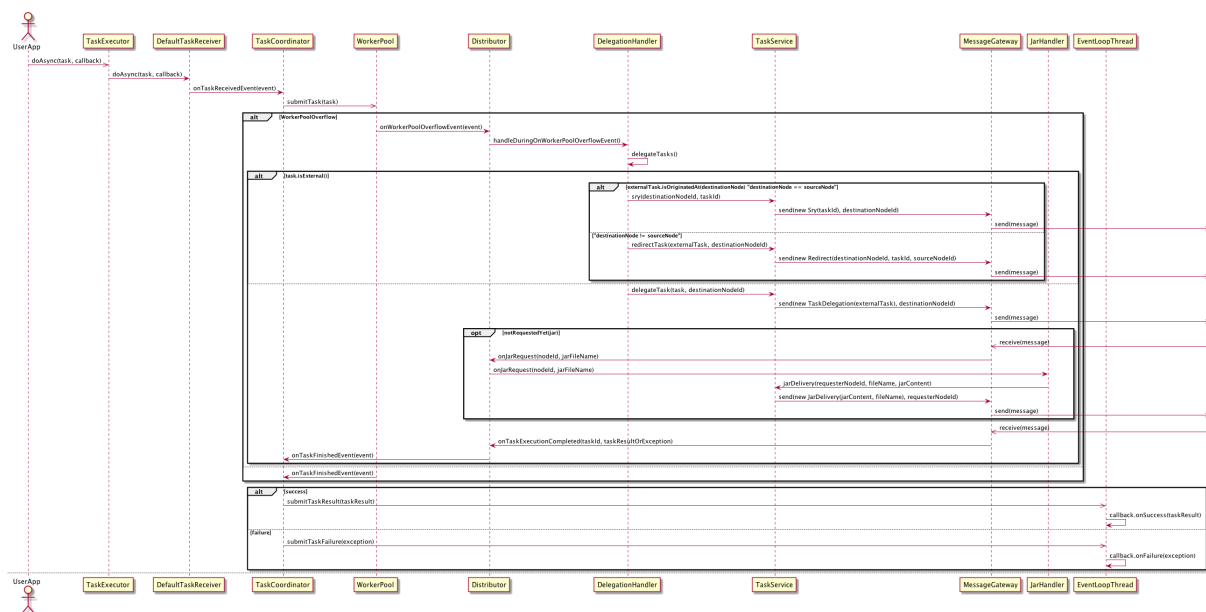 UserApp
TaskExecutor
DefaultTaskReceiver
TaskCoordinator
WorkerPool
Distributor
DelegationHandler
TaskService
MessageGateway
JarHandler
EventLoopThread
doAsync(task, callback)
doAsync(task, callback)
onTaskReceivedEvent(event)
submitTask(task)
alt [WorkerPoolOverflow]
onWorkerPoolOverflowEvent(event)
handleDuringOnWorkerPoolOverflowEvent()
delegateTasks()
alt [task.isExternal()]
alt [externalTask.isOriginatedAt(destinationNode) "destinationNode == sourceNode"]
sry(destinationNodeId, taskId)
send(new Sry(taskId), destinationNodeId)
send(message)
["destinationNode != sourceNode"]
redirectTask(externalTask, destinationNodeId)
send(new Redirect(destinationNodeId, taskId, sourceNodeId)
send(message)
delegateTask(task, destinationNodeId)
send(new TaskDelegation(externalTask), destinationNodeId)
send(message)
opt [notRequestedYet(jar)]
receive(message)
onJarRequest(nodeId, jarFileName)
onJarRequest(nodeId, jarFileName)
jarDelivery(requesterNodeId, fileName, jarContent)
send(new JarDelivery(jarContent, fileName), requesterNodeId)
send(message)
receive(message)
onTaskExecutionCompleted(taskId, taskResultOrException)
onTaskFinishedEvent(event)
onTaskFinishedEvent(event)
alt [success]
submitTaskResult(taskResult)
callback.onSuccess(taskResult)
[failure]
submitTaskFailure(exception)
callback.onFailure(exception)
UserApp
TaskExecutor
DefaultTaskReceiver
TaskCoordinator
WorkerPool
Distributor
DelegationHandler
TaskService
MessageGateway
JarHandler
EventLoopThread